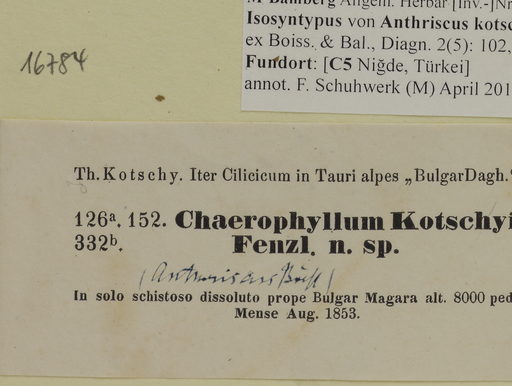 M Bamberg Allgem. Herbar [Inv.-]Nr
Isosyntypus von Anthriscus kotsc
ex Boiss. & Bal., Diagn. 2(5): 102,
Fundort: [C5 Niğde, Türkei]
annot. F. Schuhwerk (M) April 201
16784
Th. Kotschy. Iter Cilicicum in Tauri alpes „BulgarDagh.“
126ª. 152. Chaerophyllum Kotschyi
332ᵇ. Fenzl. n. sp.
(Anthriscus Boiss)
In solo schistoso dissoluto prope Bulgar Magara alt. 8000 ped
Mense Aug. 1853.